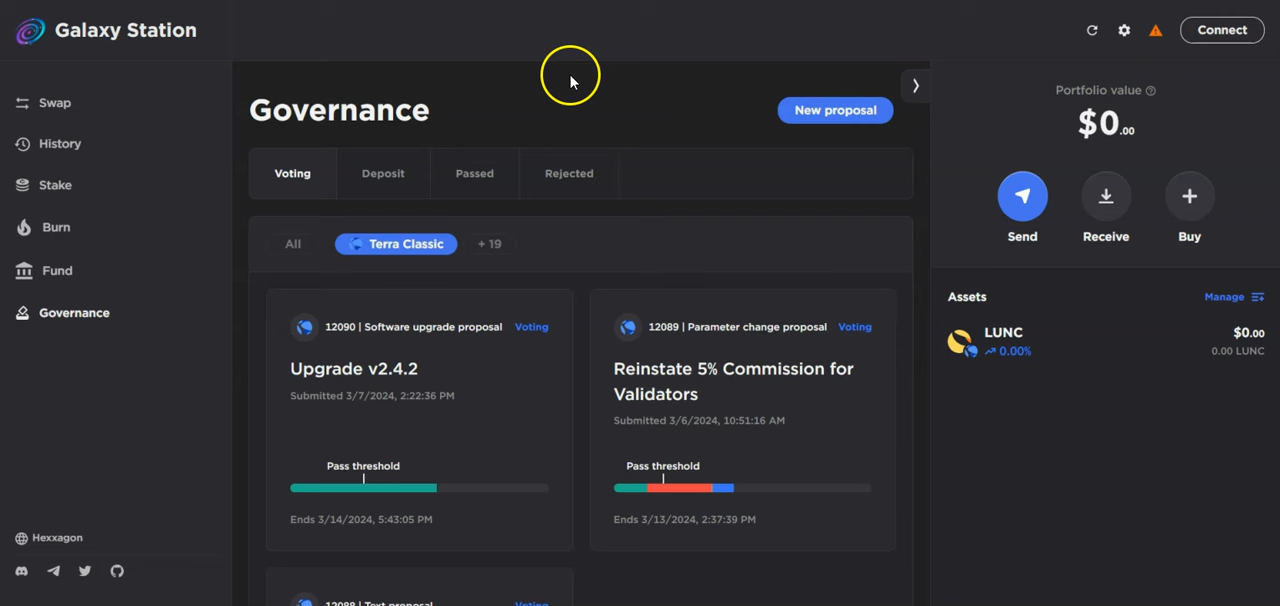 Galaxy Station
Connect
Swap
History
Stake
Burn
Fund
Governance
Hexxagon
Governance
New proposal
Voting
Deposit
Passed
Rejected
All
Terra Classic
+ 19
12090 | Software upgrade proposal
Voting
Upgrade v2.4.2
Submitted 3/7/2024, 2:22:36 PM
Pass threshold
Ends 3/14/2024, 5:43:05 PM
12089 | Parameter change proposal
Voting
Reinstate 5% Commission for
Validators
Submitted 3/6/2024, 10:51:16 AM
Pass threshold
Ends 3/13/2024, 2:37:39 PM
12088 | Text proposal
Voting
Portfolio value
$0.00
Send
Receive
Buy
Assets
Manage
LUNC
$0.00
0.00%
0.00 LUNC